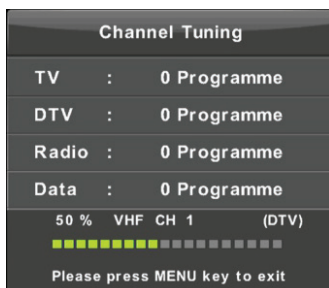 Channel Tuning
TV : 0 Programme
DTV : 0 Programme
Radio : 0 Programme
Data : 0 Programme
50 % VHF CH 1 (DTV)
Please press MENU key to exit